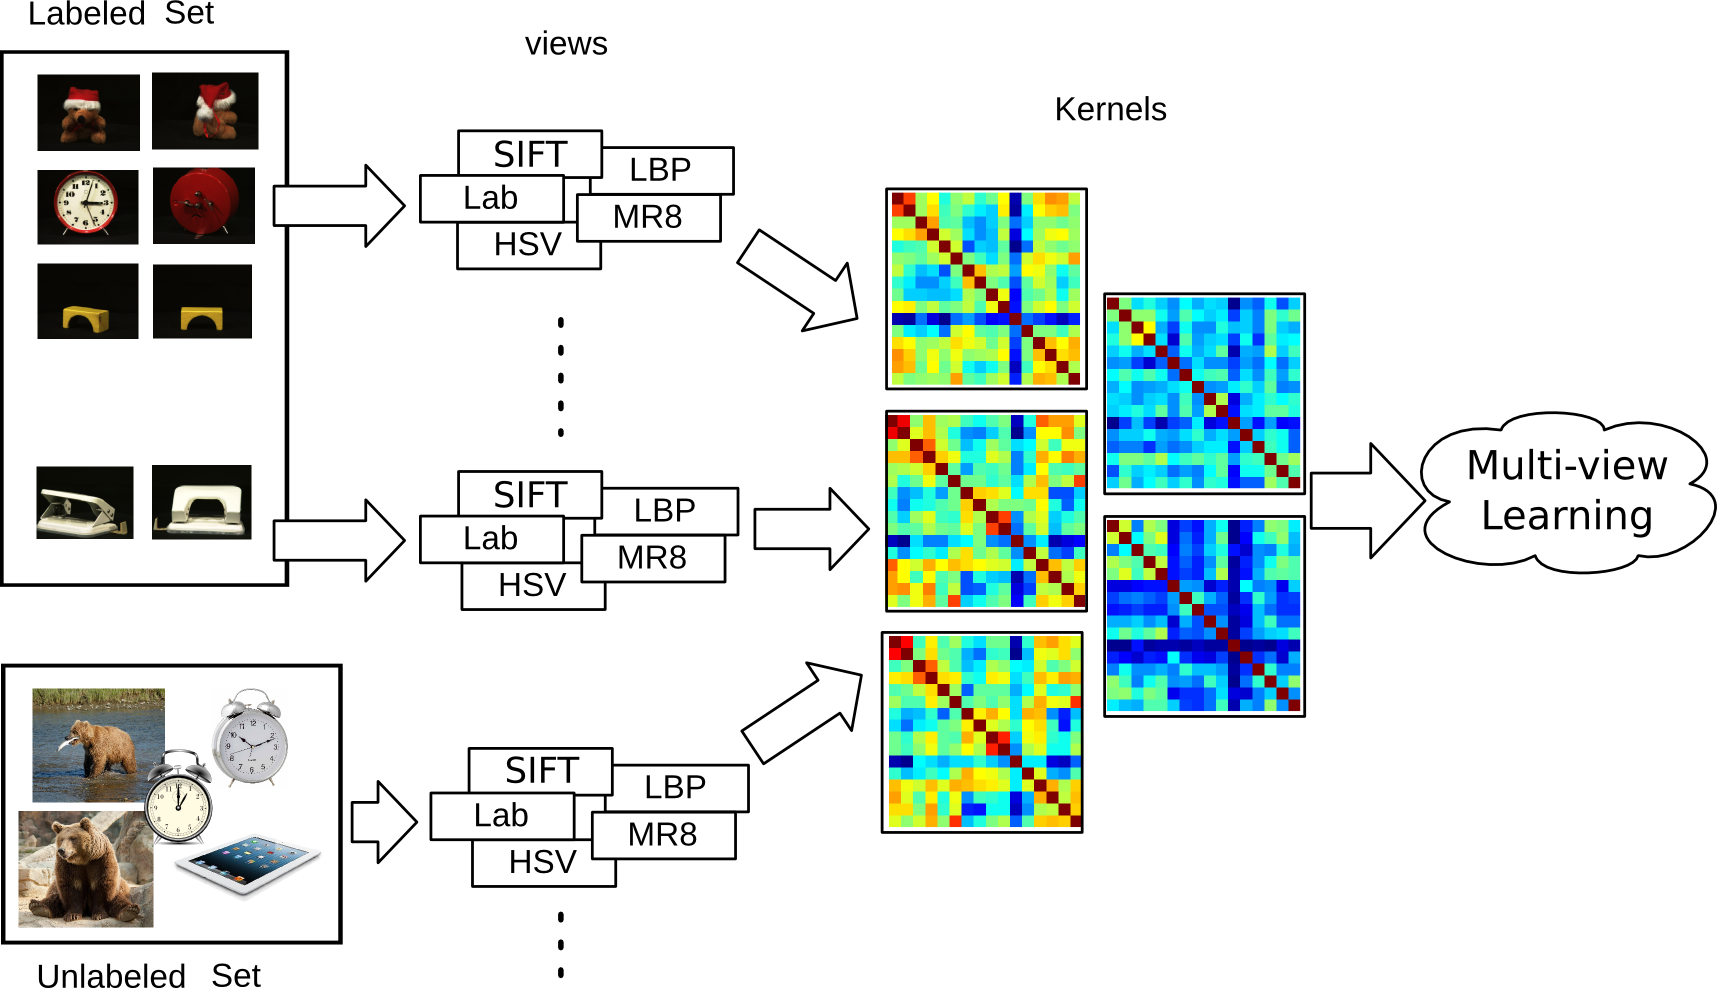 Labeled Set
views
Kernels
SIFT
LBP
Lab
MR8
HSV
SIFT
LBP
Lab
MR8
HSV
Multi-view
Learning
SIFT
LBP
Lab
MR8
HSV
Unlabeled Set